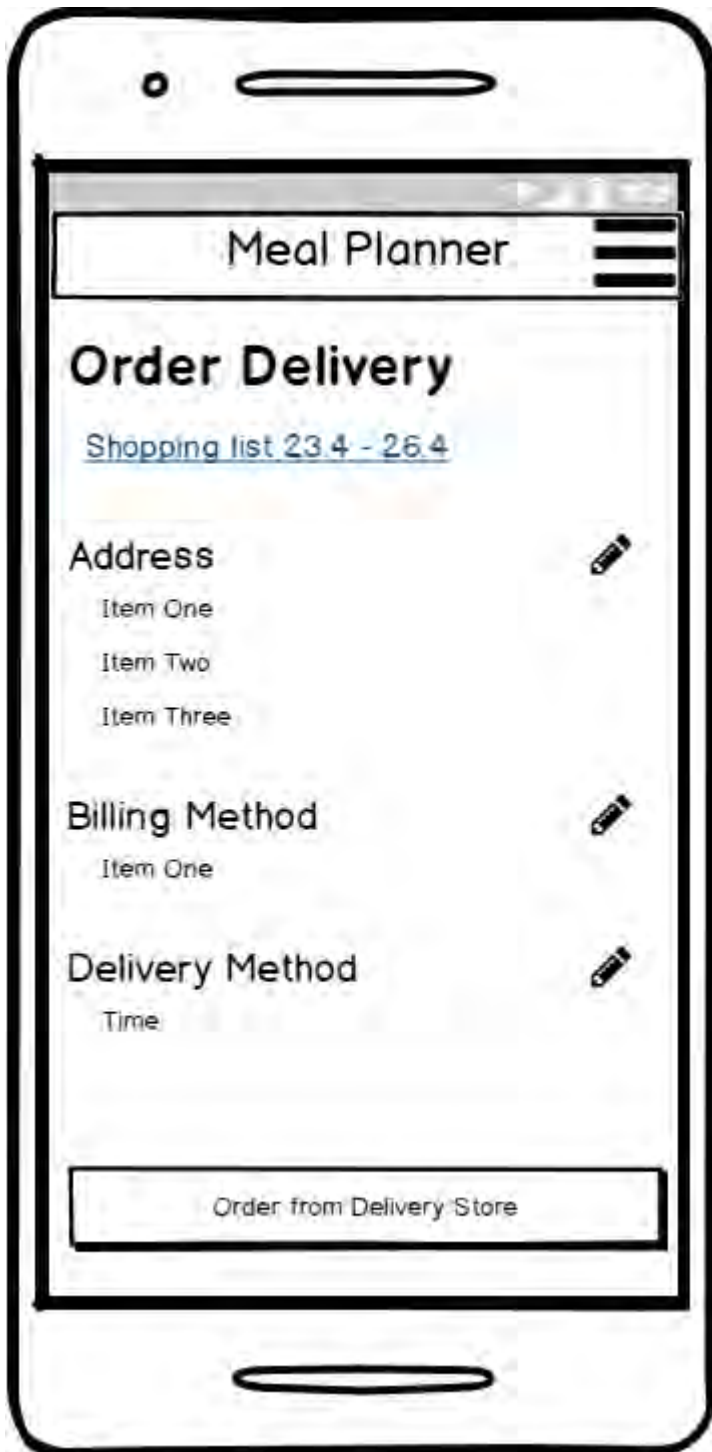 Meal Planner
Order Delivery
Shopping list 23.4 - 26.4
Address
Item One
Item Two
Item Three
Billing Method
Item One
Delivery Method
Time
Order from Delivery Store